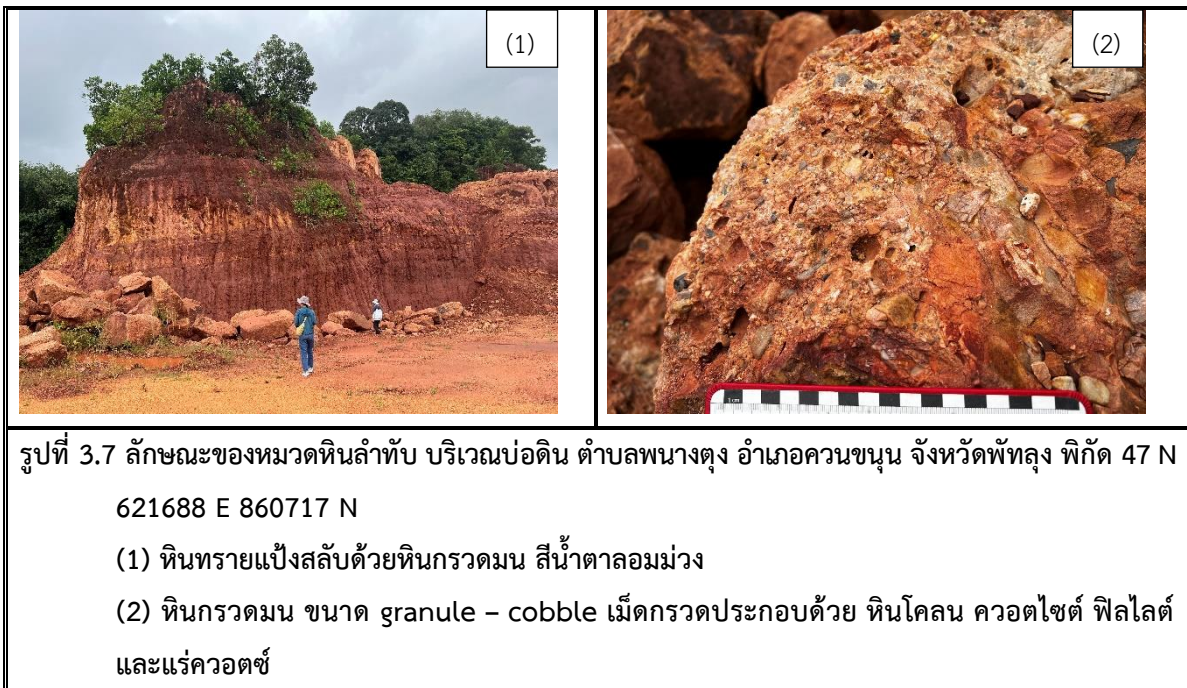 (1)
(2)
1 cm
รูปที่ 3.7 ลักษณะของหมวดหินลำทับ บริเวณบ่อดิน ตำบลพนางตุง อำเภอควนขนุน จังหวัดพัทลุง พิกัด 47 N
621688 E 860717 N
(1) หินทรายแป้งสลับด้วยหินกรวดมน สีน้ำตาลอมม่วง
(2) หินกรวดมน ขนาด granule – cobble เม็ดกรวดประกอบด้วย หินโคลน ควอตไซต์ ฟิลไลต์
และแร่ควอตซ์